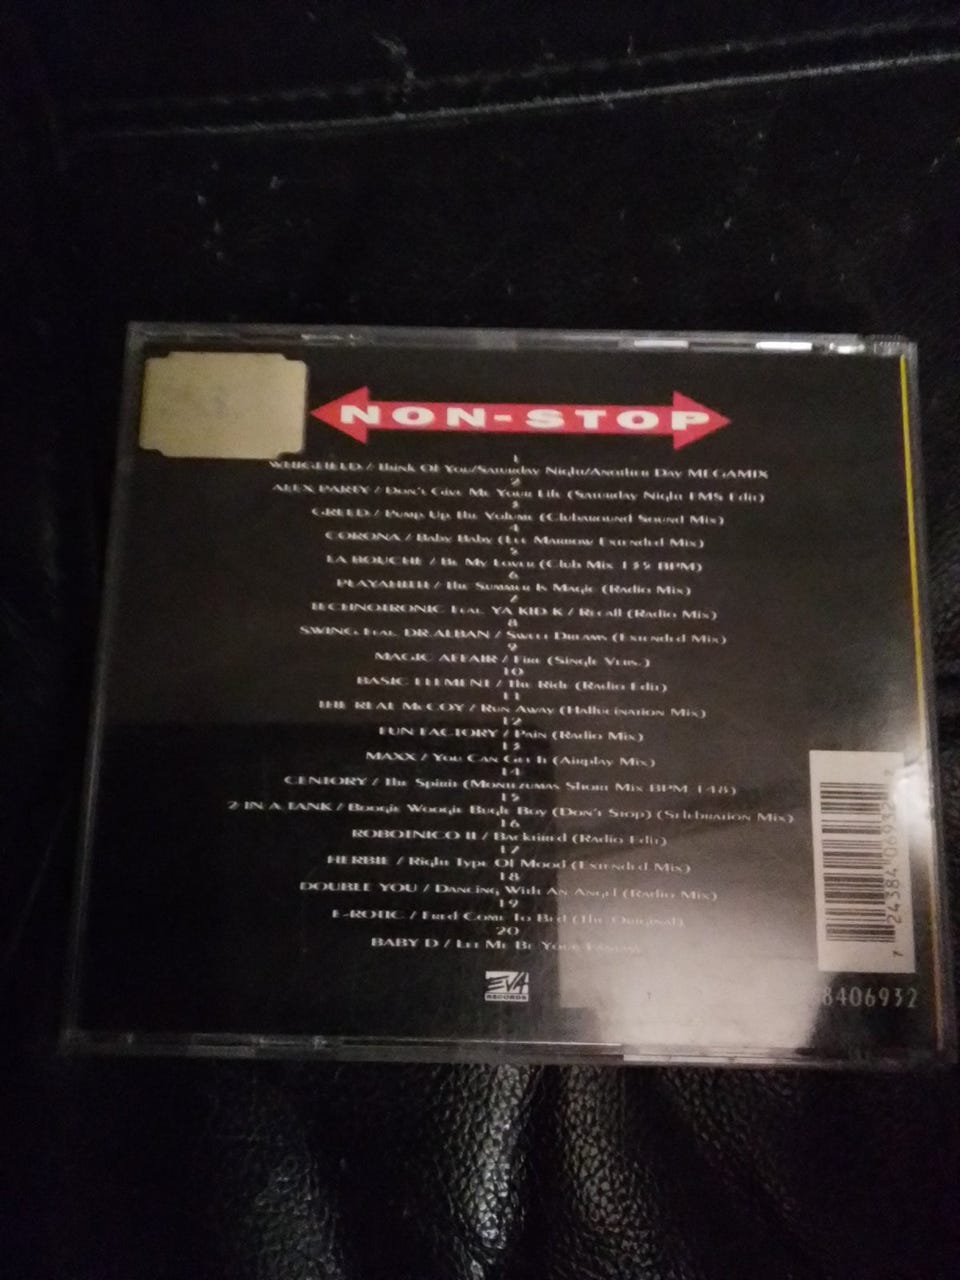 NON-STOP
1
WHIGFIELD / Think Of You/Saturday Night/Another Day MEGAMIX
2
ALEX PARTY / Don't Give Me Your Life (Saturday Night FMS Edit)
3
GREED / Pump Up The Volume (Clubground Sound Mix)
4
CORONA / Baby Baby (Lee Marrow Extended Mix)
5
LA BOUCHE / Be My Lover (Club Mix 135 BPM)
6
PLAYAHITTY / The Summer Is Magic (Radio Mix)
7
TECHNOTRONIC Feat. YA KID K / Recall (Radio Mix)
8
SWING Feat. DR.ALBAN / Sweet Dreams (Extended Mix)
9
MAGIC AFFAIR / Fire (Single Vers.)
10
BASIC ELEMENT / The Ride (Radio Edit)
11
THE REAL McCOY / Run Away (Hallucination Mix)
12
FUN FACTORY / Pain (Radio Mix)
13
MAXX / You Can Get It (Airplay Mix)
14
CENTORY / The Spirit (Montezumas Short Mix BPM 148)
15
2 IN A TANK / Boogie Woogie Bugle Boy (Don't Stop) (Selebration Mix)
16
ROBOTNICO II / Backfired (Radio Edit)
17
HERBIE / Right Type Of Mood (Extended Mix)
18
DOUBLE YOU / Dancing With An Angel (Radio Mix)
19
E-ROTIC / Fred Come To Bed (The Original)
20
BABY D / Let Me Be Your Fantasy
EVA
RECORDS
7 24384 06932 7
8406932